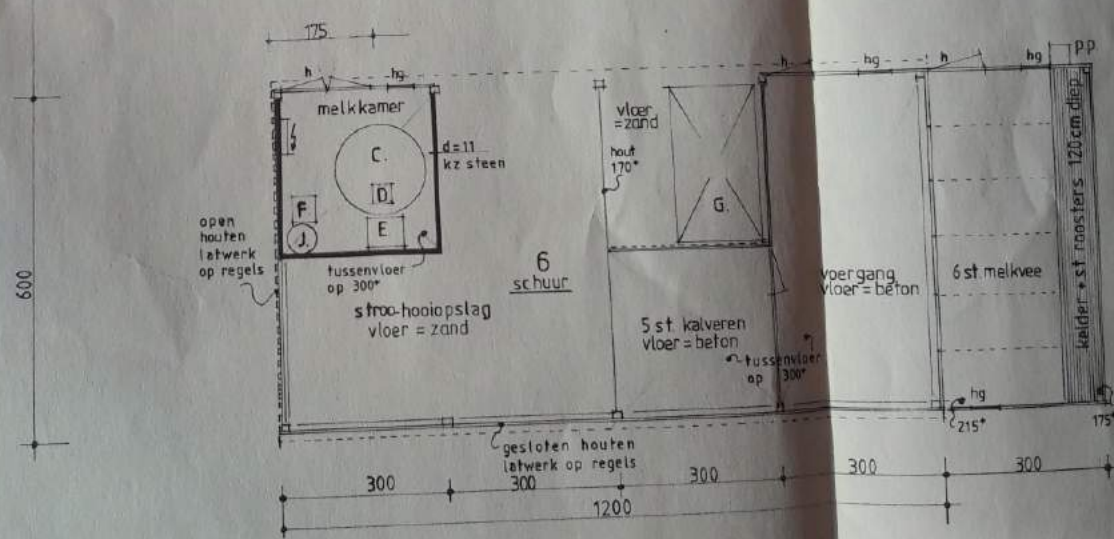 175
h
hg
h
hg
h
hg
PP
melkkamer
C.
D
E
F
J.
d=11
kz steen
vloer
=zand
hout
170+
G.
open
houten
latwerk
op regels
tussenvloer
op 300+
stroo-hooiopslag
vloer = zand
6
schuur
5 st. kalveren
vloer=beton
tussenvloer
op 300+
voergang
vloer=beton
6 st. melkvee
kelder + st roosters 120cm diep
600
hg
215+
175+
gesloten houten
latwerk op regels
300
300
300
300
300
1200